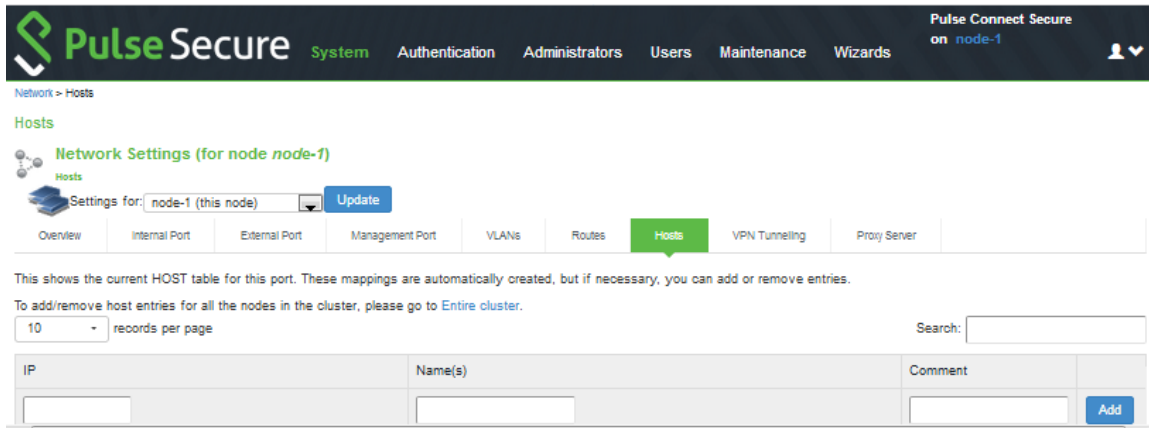 Pulse Secure
System Authentication Administrators Users Maintenance Wizards
Pulse Connect Secure
on node-1
Network > Hosts
Hosts
Network Settings (for node node-1)
Hosts
Settings for: node-1 (this node) Update
Overview Internal Port External Port Management Port VLANs Routes Hosts VPN Tunneling Proxy Server
This shows the current HOST table for this port. These mappings are automatically created, but if necessary, you can add or remove entries.
To add/remove host entries for all the nodes in the cluster, please go to Entire cluster.
10 records per page Search:
IP Name(s) Comment
Add